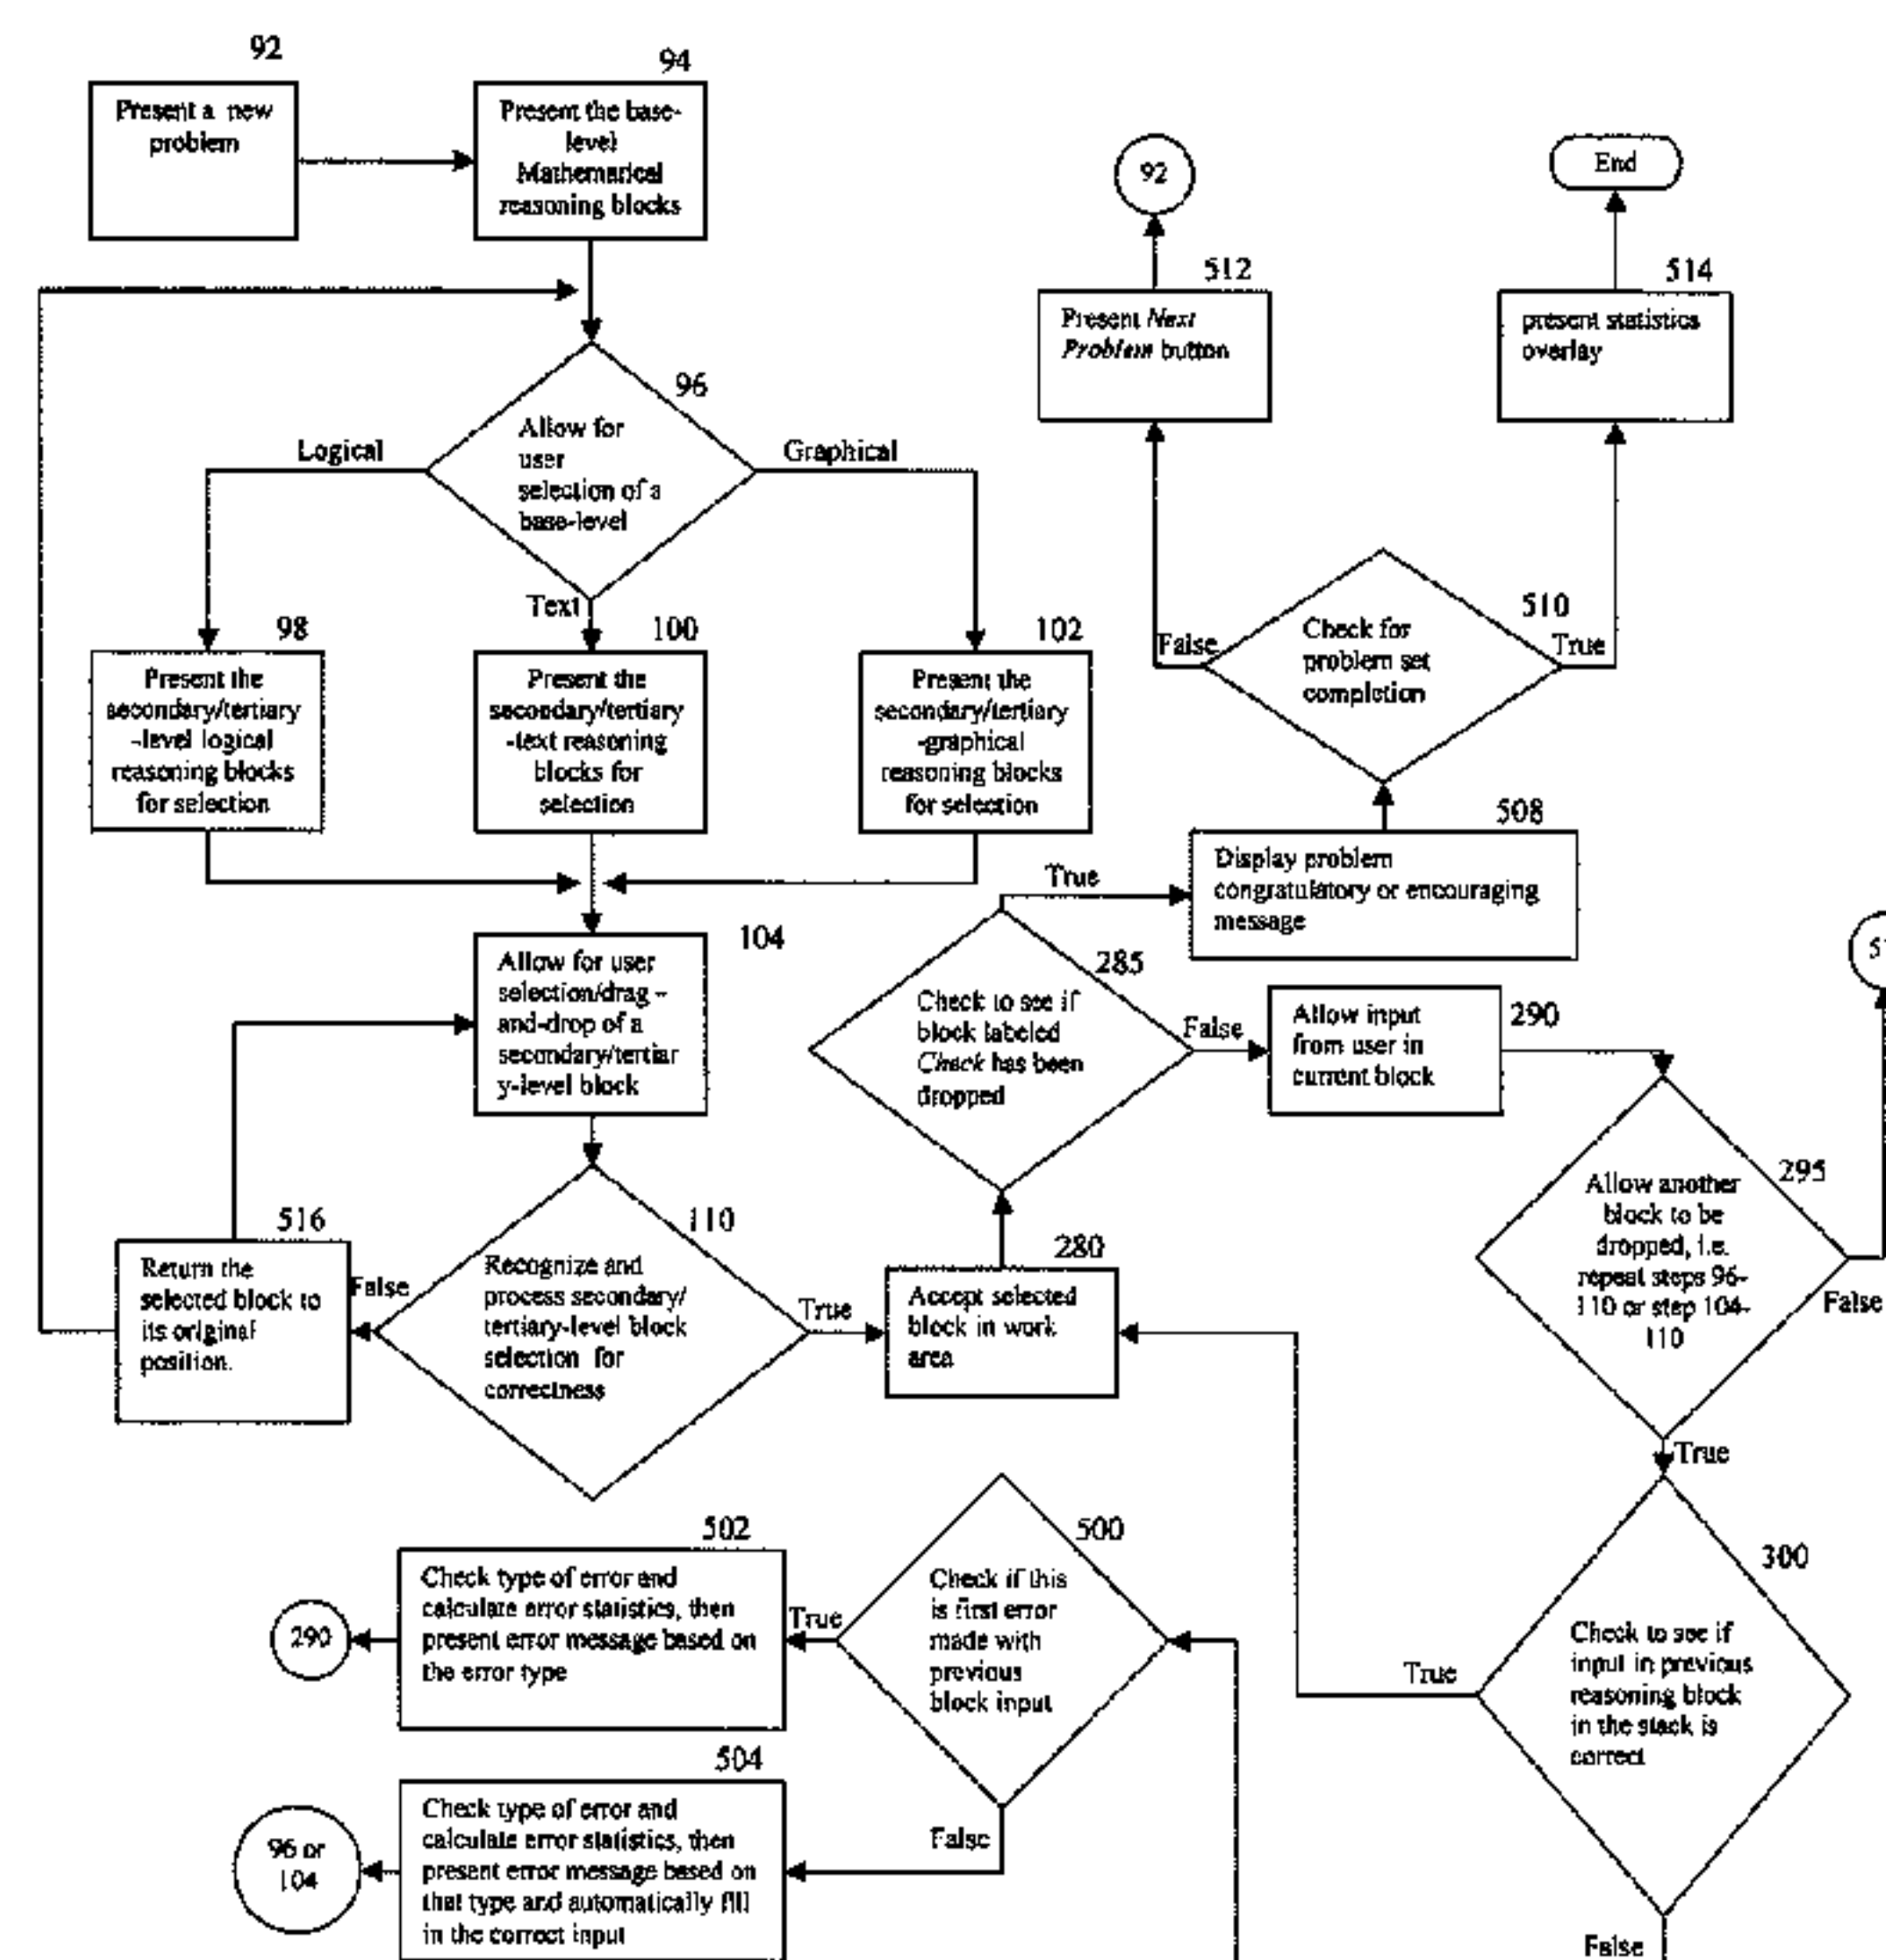 92
Present a new
problem
94
Present the base-
level
Mathematical
reasoning blocks
92
End
512
Present Next
Problem button
514
present statistics
overlay
96
Allow for
user
selection of a
base-level
Logical
Graphical
Text
98
Present the
secondary/tertiary
-level logical
reasoning blocks
for selection
100
Present the
secondary/tertiary
-text reasoning
blocks for
selection
102
Present the
secondary/tertiary-
-graphical
reasoning blocks
for selection
510
Check for
problem set
completion
False
True
508
Display problem
congratulatory or encouraging
message
True
104
Allow for user
selection/drag -
and-drop of a
secondary/tertiar
y-level block
285
Check to see if
block labeled
Check has been
dropped
False
290
Allow input
from user in
current block
295
Allow another
block to be
dropped, i.e.
repeat steps 96-
110 or step 104-
110
False
True
516
Return the
selected block to
its original
position.
False
110
Recognize and
process secondary/
tertiary-level block
selection for
correctness
True
280
Accept selected
block in work
area
502
Check type of error and
calculate error statistics, then
present error message based on
the error type
290
True
500
Check if this
is first error
made with
previous
block input
False
300
Check to see if
input in previous
reasoning block
in the stack is
correct
True
False
504
Check type of error and
calculate error statistics, then
present error message based on
that type and automatically fill
in the correct input
96 or
104